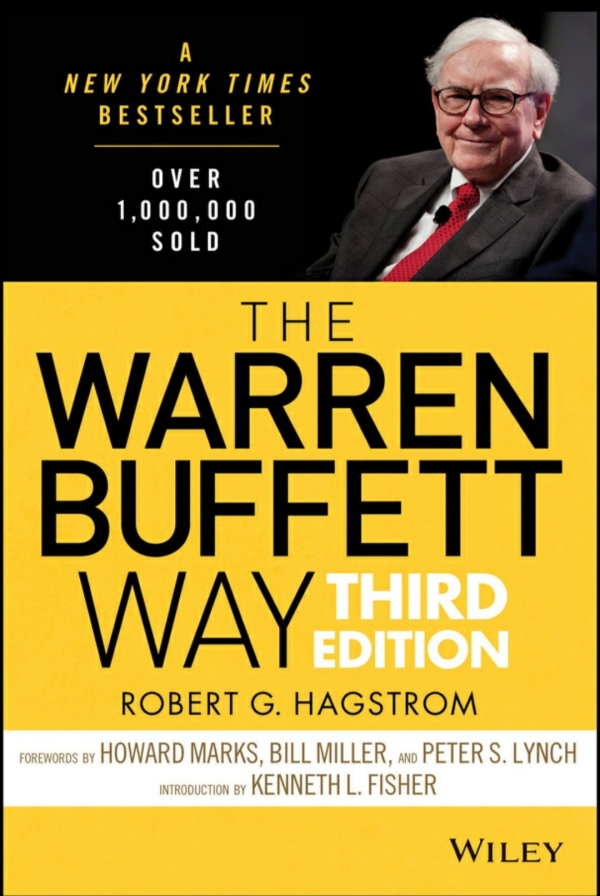 A
NEW YORK TIMES
BESTSELLER
OVER
1,000,000
SOLD
THE
WARREN
BUFFETT
WAY THIRD
EDITION
ROBERT G. HAGSTROM
FOREWORDS BY HOWARD MARKS, BILL MILLER, AND PETER S. LYNCH
INTRODUCTION BY KENNETH L. FISHER
WILEY